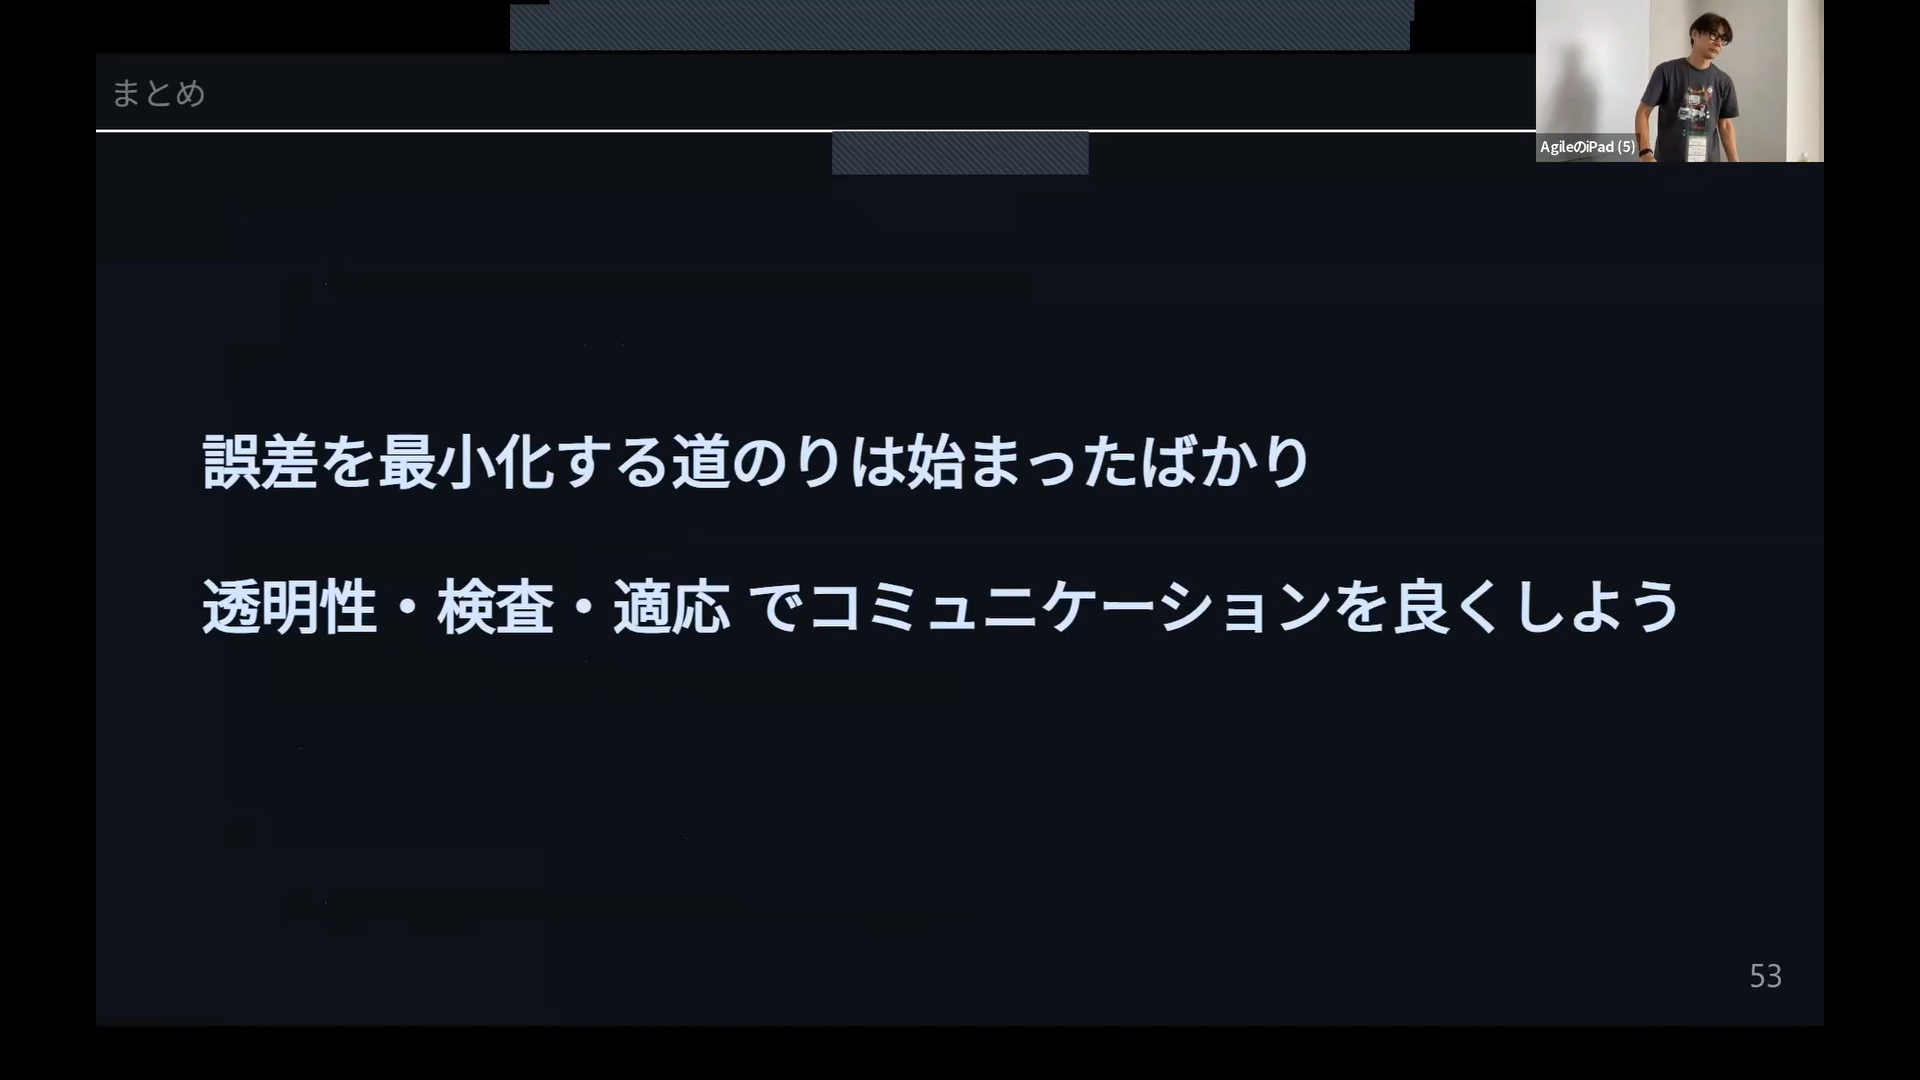 まとめ
AgileのiPad (5)
誤差を最小化する道のりは始まったばかり
透明性・検査・適応 でコミュニケーションを良くしよう
53